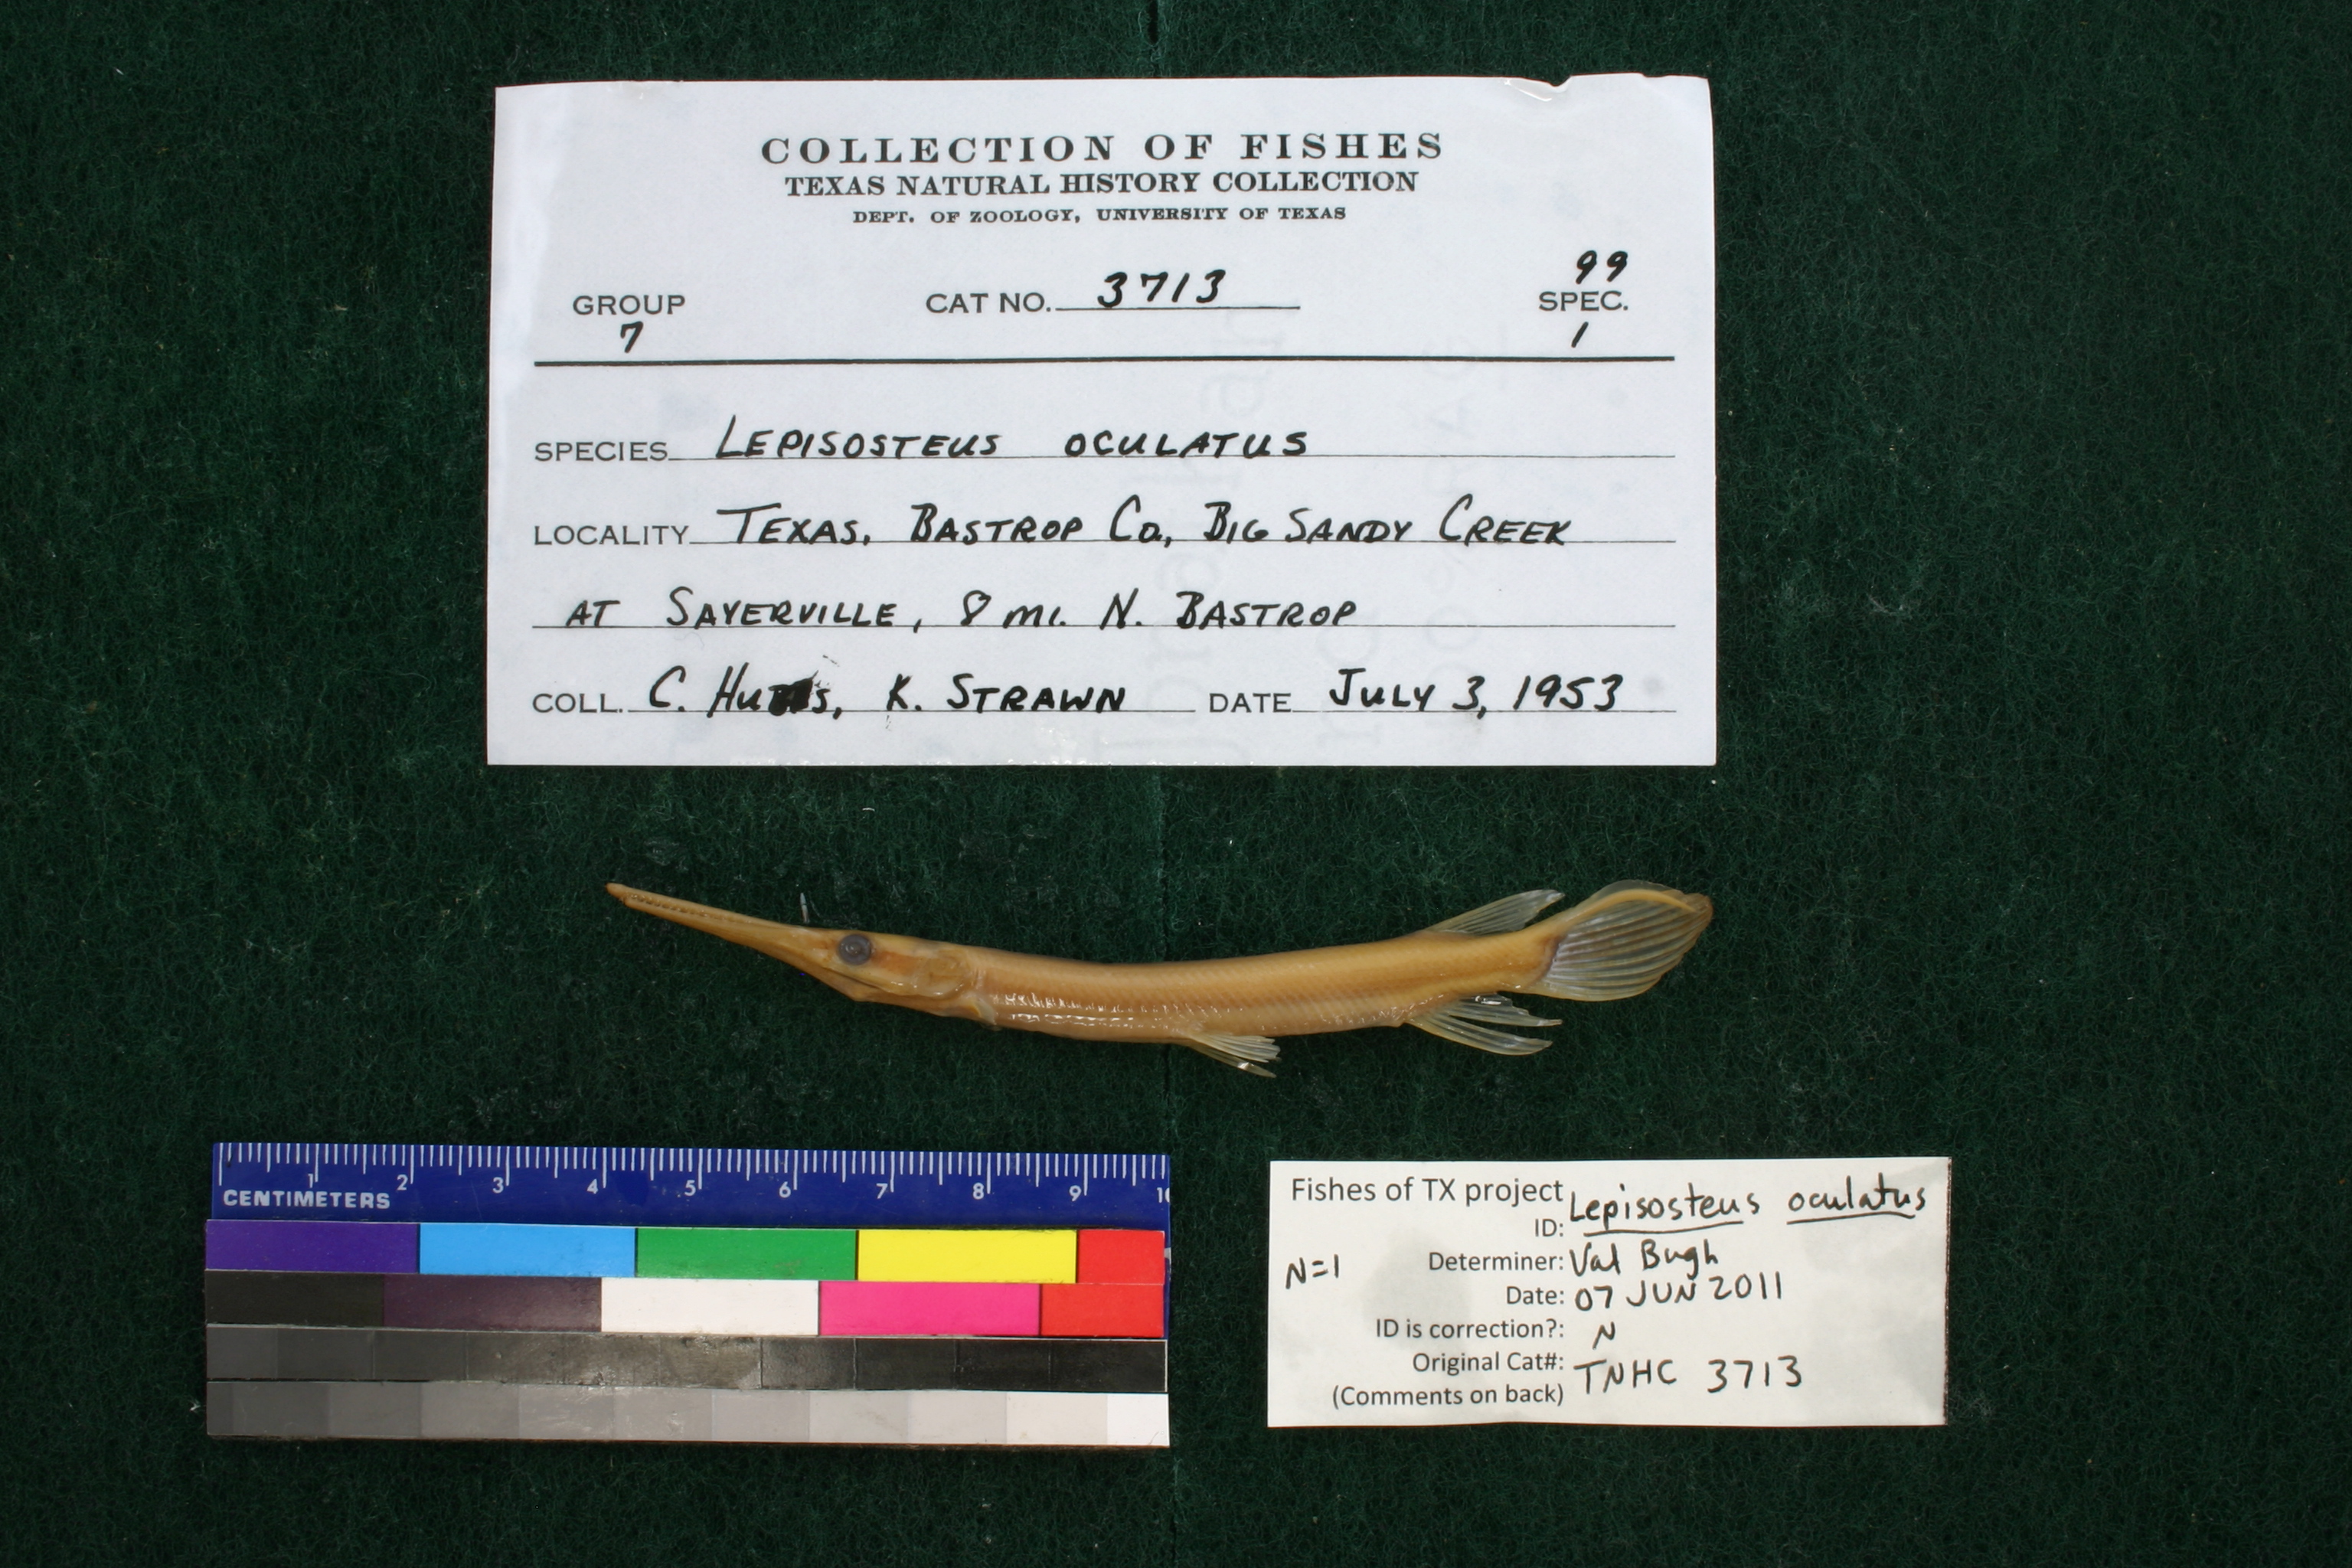 COLLECTION OF FISHES
TEXAS NATURAL HISTORY COLLECTION
DEPT. OF ZOOLOGY, UNIVERSITY OF TEXAS
99
GROUP CAT NO. 3713 SPEC.
7 1
SPECIES LEPISOSTEUS OCULATUS
LOCALITY TEXAS, BASTROP CO., BIG SANDY CREEK
AT SAYERVILLE, 8 MI. N. BASTROP
COLL. C. K. STRAWN DATE JULY 3, 1953
1 2 3 4 5 6 7 8 9
CENTIMETERS
Fishes of TX project
ID: Lepisosteus oculatus
N=1 Determiner: Val Bugh
Date: 07 JUN 2011
ID is correction?: N
Original Cat#: TNHC 3713
(Comments on back)